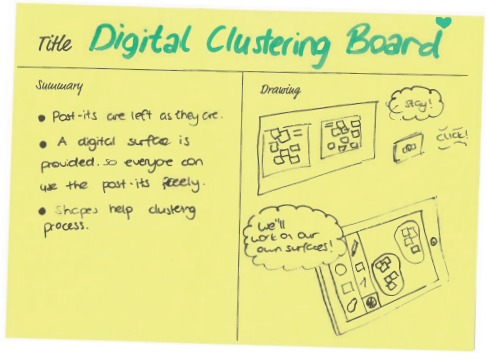 Title Digital Clustering Board
Summary
• Post-its are left as they are.
• A digital surface is
provided. so everyone can
use the post-its freely.
• Shapes help clustering
process.
Drawing
stay!
CLICK!
we'll
work on our
own surfaces!